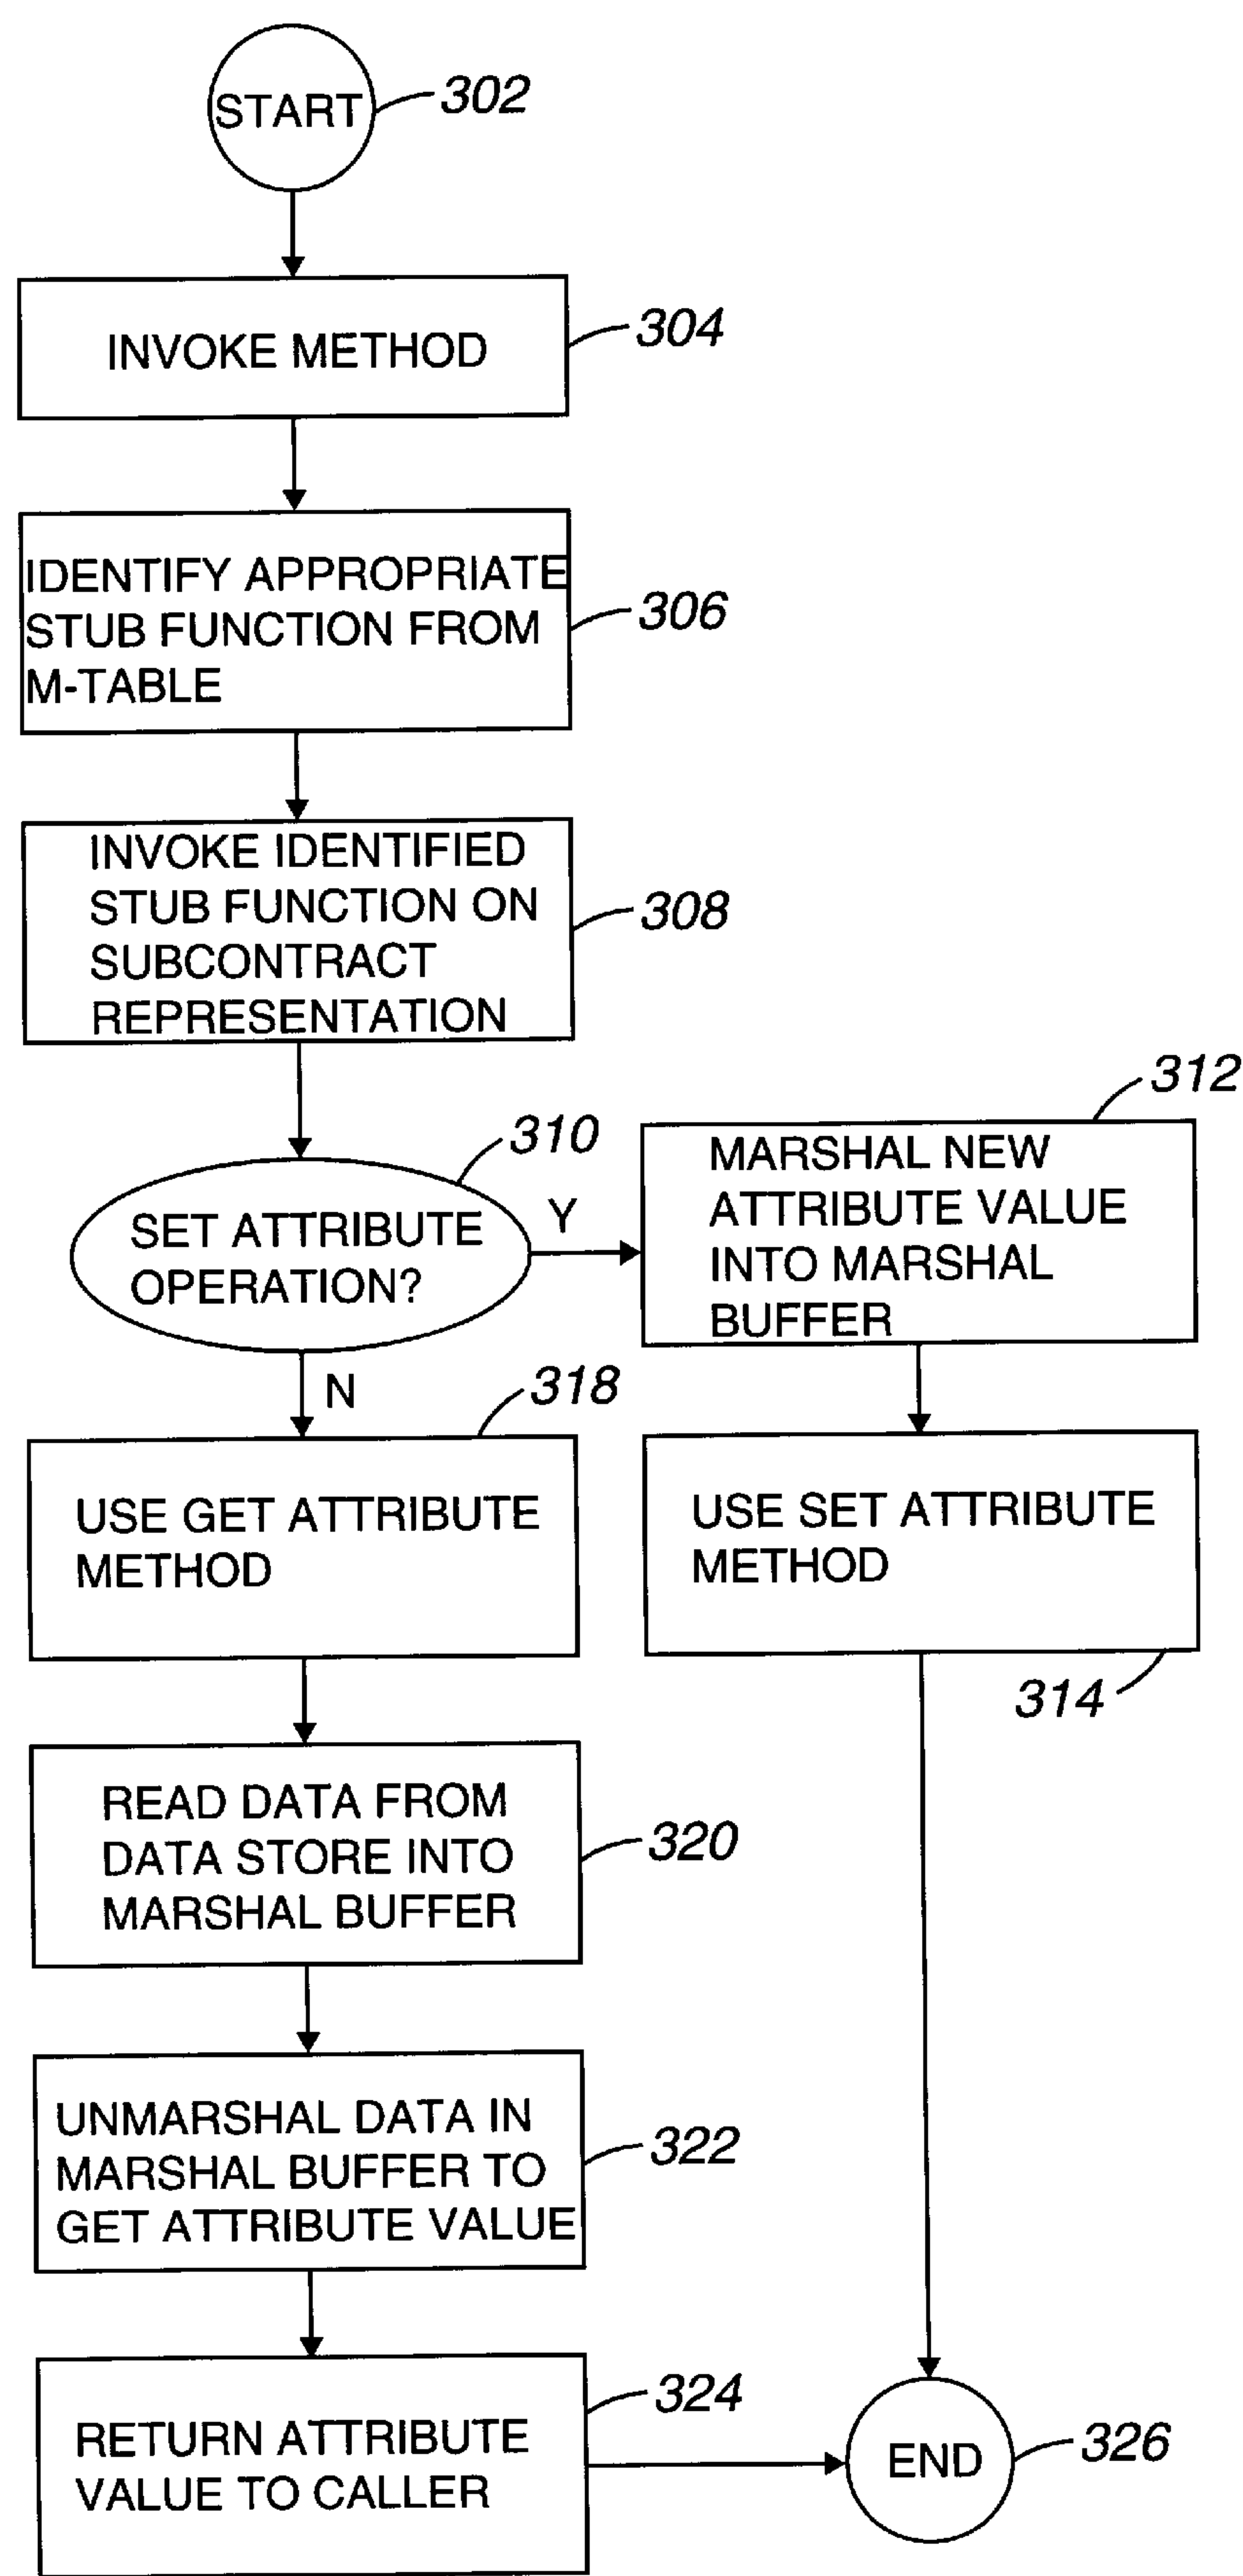 START
302
INVOKE METHOD
304
IDENTIFY APPROPRIATE
STUB FUNCTION FROM
M-TABLE
306
INVOKE IDENTIFIED
STUB FUNCTION ON
SUBCONTRACT
REPRESENTATION
308
310
SET ATTRIBUTE
OPERATION?
Y
N
312
MARSHAL NEW
ATTRIBUTE VALUE
INTO MARSHAL
BUFFER
318
USE GET ATTRIBUTE
METHOD
USE SET ATTRIBUTE
METHOD
314
READ DATA FROM
DATA STORE INTO
MARSHAL BUFFER
320
UNMARSHAL DATA IN
MARSHAL BUFFER TO
GET ATTRIBUTE VALUE
322
RETURN ATTRIBUTE
VALUE TO CALLER
324
END
326